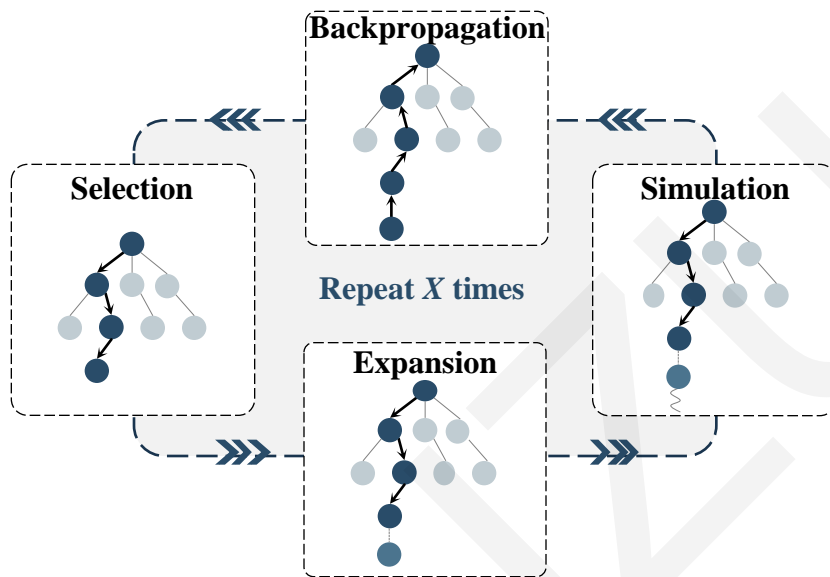 Backpropagation
Selection
Simulation
Repeat X times
Expansion